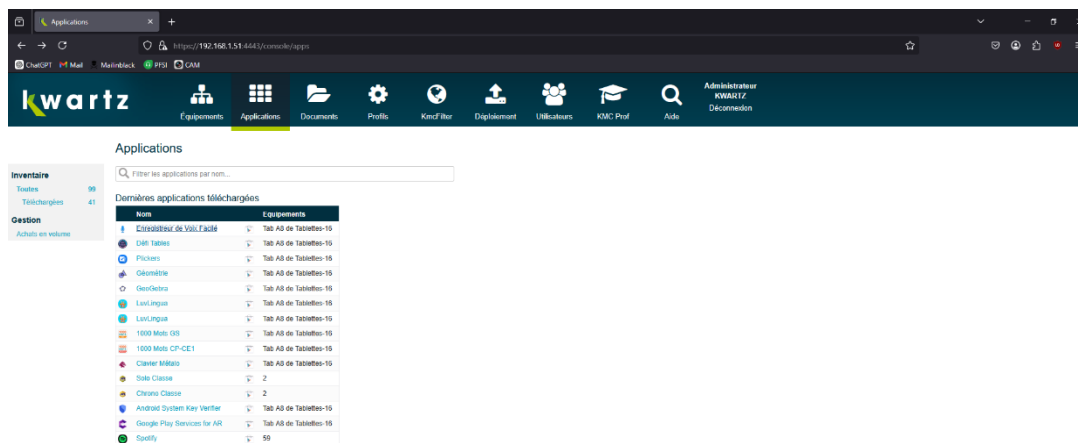 Applications
https://192.168.1.51:4443/console/apps
ChatGPT Mail Mailinblack PFSI CAM
kwartz
Équipements Applications Documents Profils KmcFilter Déploiement Utilisateurs KMC Prof Aide
Administrateur
KWARTZ
Déconnexion
Applications
Inventaire
Toutes 99
Téléchargées 41
Gestion
Achats en volume
Filtrer les applications par nom...
Dernières applications téléchargées
Nom Equipements
Enregistreur de Voix Facile Tab A8 de Tablettes-16
Défi Tables Tab A8 de Tablettes-16
Plickers Tab A8 de Tablettes-16
Géométrie Tab A8 de Tablettes-16
GeoGebra Tab A8 de Tablettes-16
LuvLingua Tab A8 de Tablettes-16
LuvLingua Tab A8 de Tablettes-16
1000 Mots GS Tab A8 de Tablettes-16
1000 Mots CP-CE1 Tab A8 de Tablettes-16
Clavier Métalo Tab A8 de Tablettes-16
Sono Classe 2
Chrono Classe 2
Android System Key Verifier Tab A8 de Tablettes-16
Google Play Services for AR Tab A8 de Tablettes-16
Spotify 59